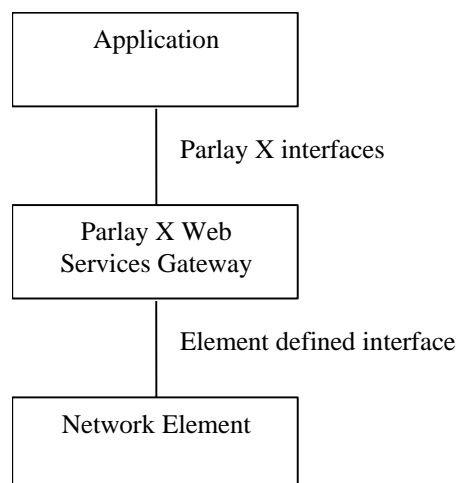 Application
Parlay X interfaces
Parlay X Web
Services Gateway
Element defined interface
Network Element